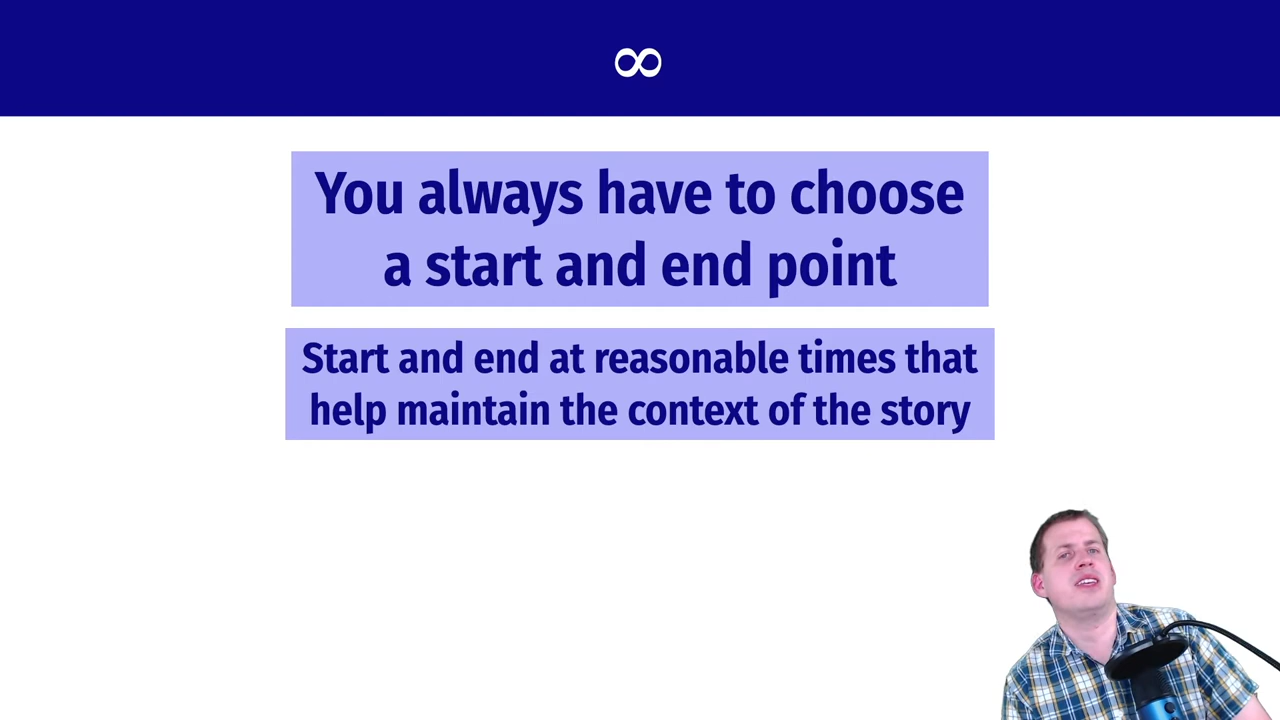 ∞
You always have to choose
a start and end point
Start and end at reasonable times that
help maintain the context of the story